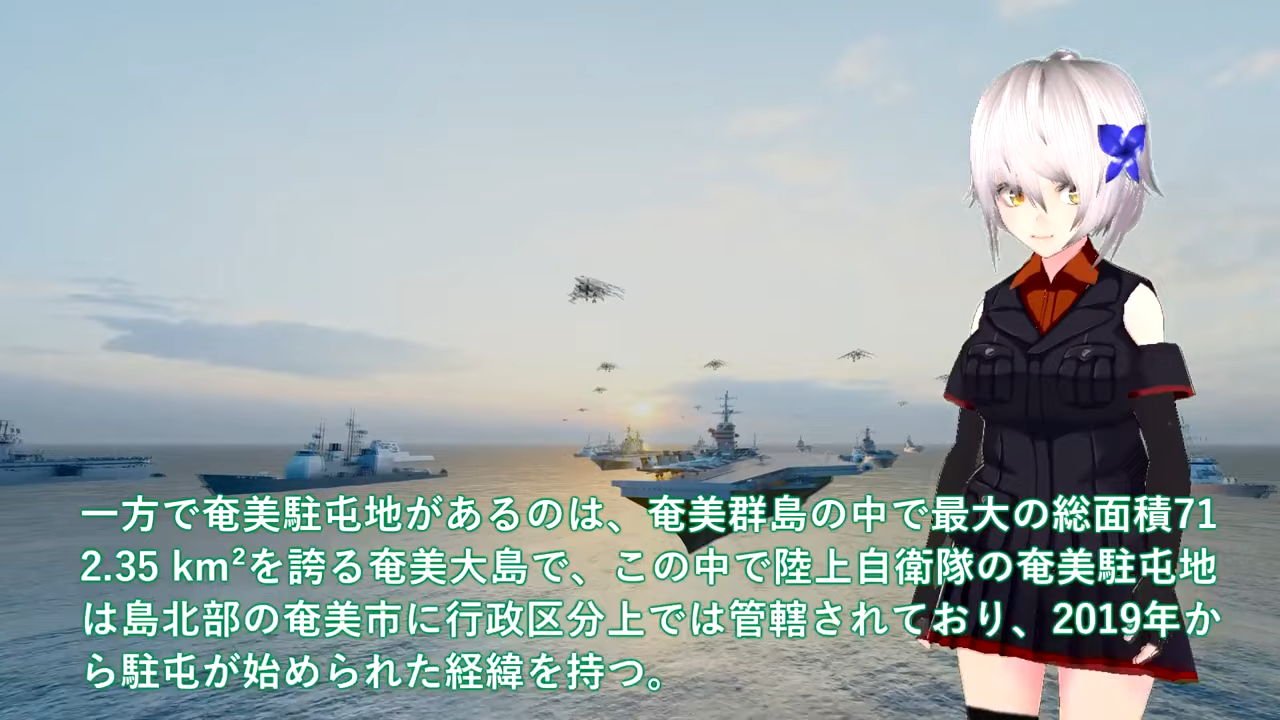 一方で奄美駐屯地があるのは、奄美群島の中で最大の総面積71
2.35 km²を誇る奄美大島で、この中で陸上自衛隊の奄美駐屯地
は島北部の奄美市に行政区分上では管轄されており、2019年か
ら駐屯が始められた経緯を持つ。